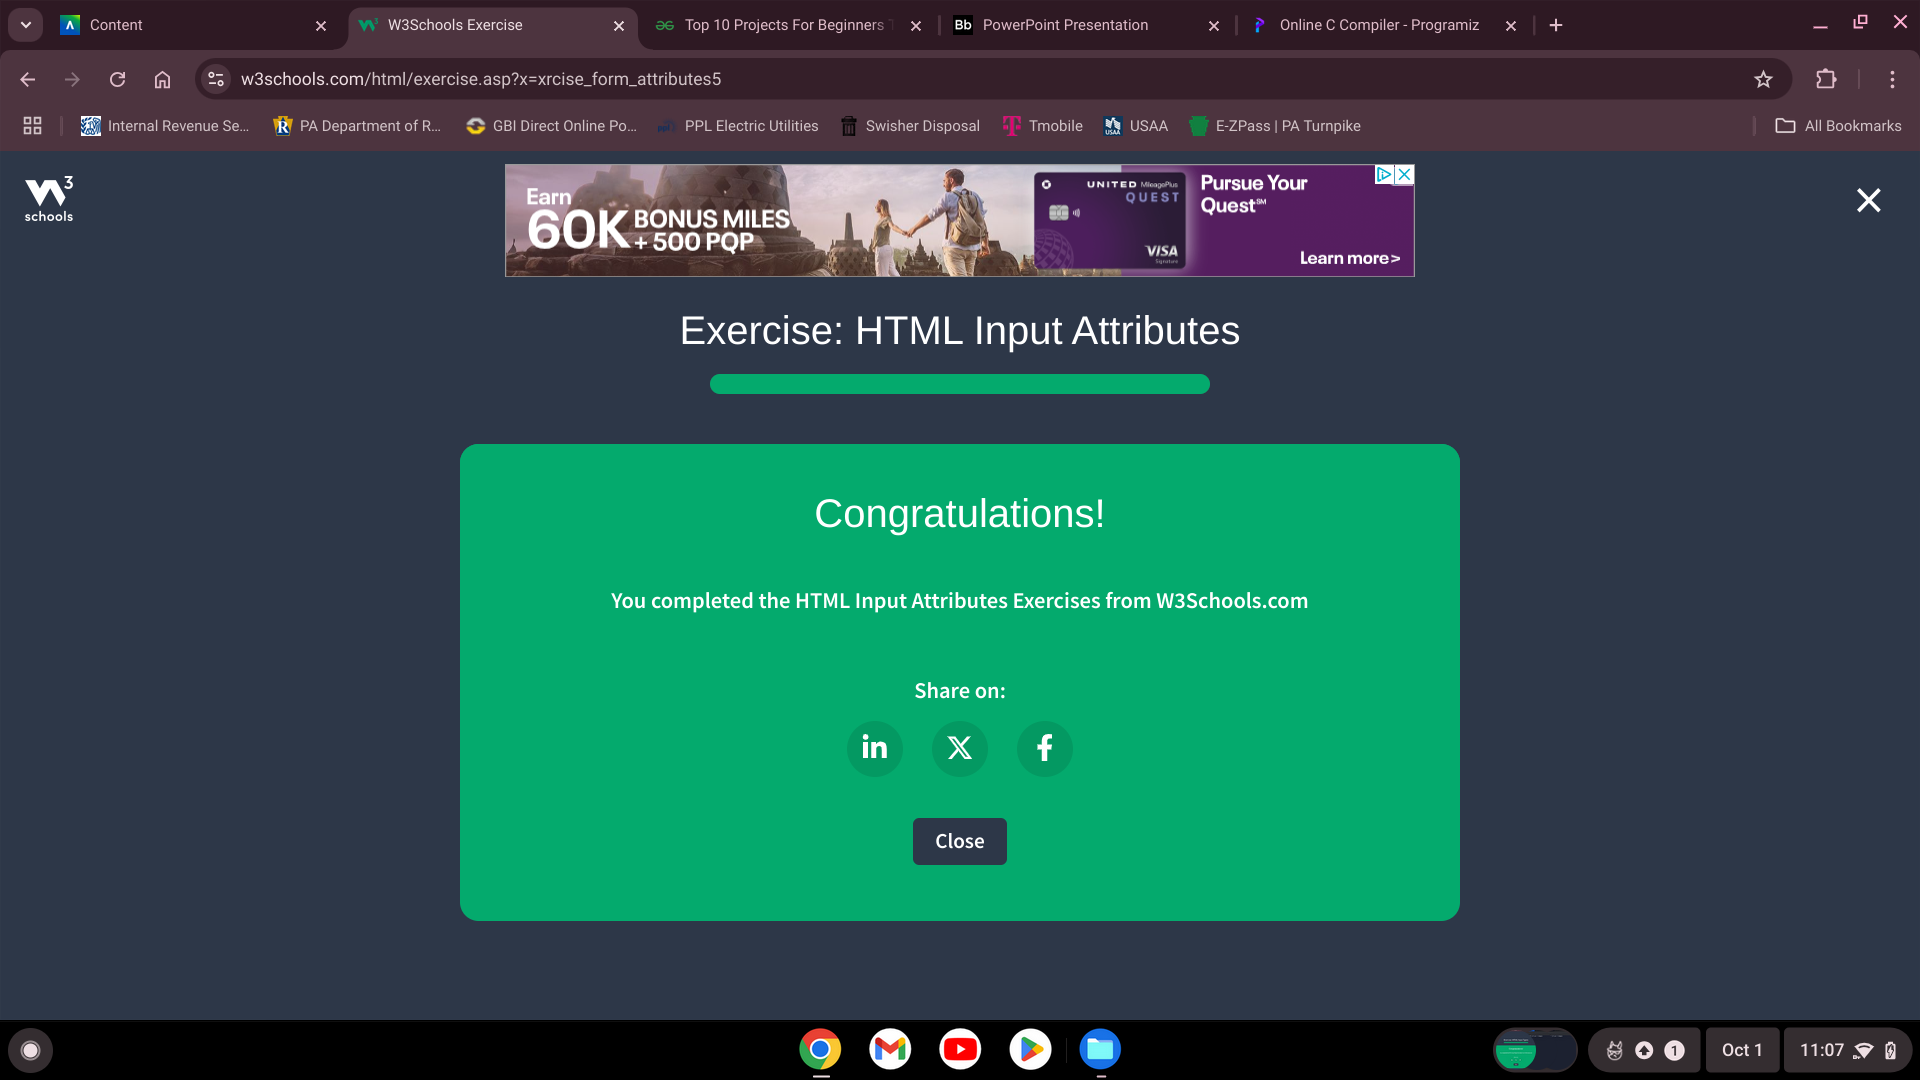 Content
W3Schools Exercise
Top 10 Projects For Beginners T
Bb PowerPoint Presentation
Online C Compiler - Programiz
w3schools.com/html/exercise.asp?x=xrcise_form_attributes5
Internal Revenue Se...
PA Department of R...
GBI Direct Online Po...
PPL Electric Utilities
Swisher Disposal
Tmobile
USAA
E-ZPass | PA Turnpike
All Bookmarks
W3
schools
Earn
60K BONUS MILES
+ 500 PQP
UNITED MileagePlus
QUEST
VISA
Signature
Pursue Your
Quest℠
Learn more>
Exercise: HTML Input Attributes
Congratulations!
You completed the HTML Input Attributes Exercises from W3Schools.com
Share on:
in X f
Close
1
Oct 1
11:07